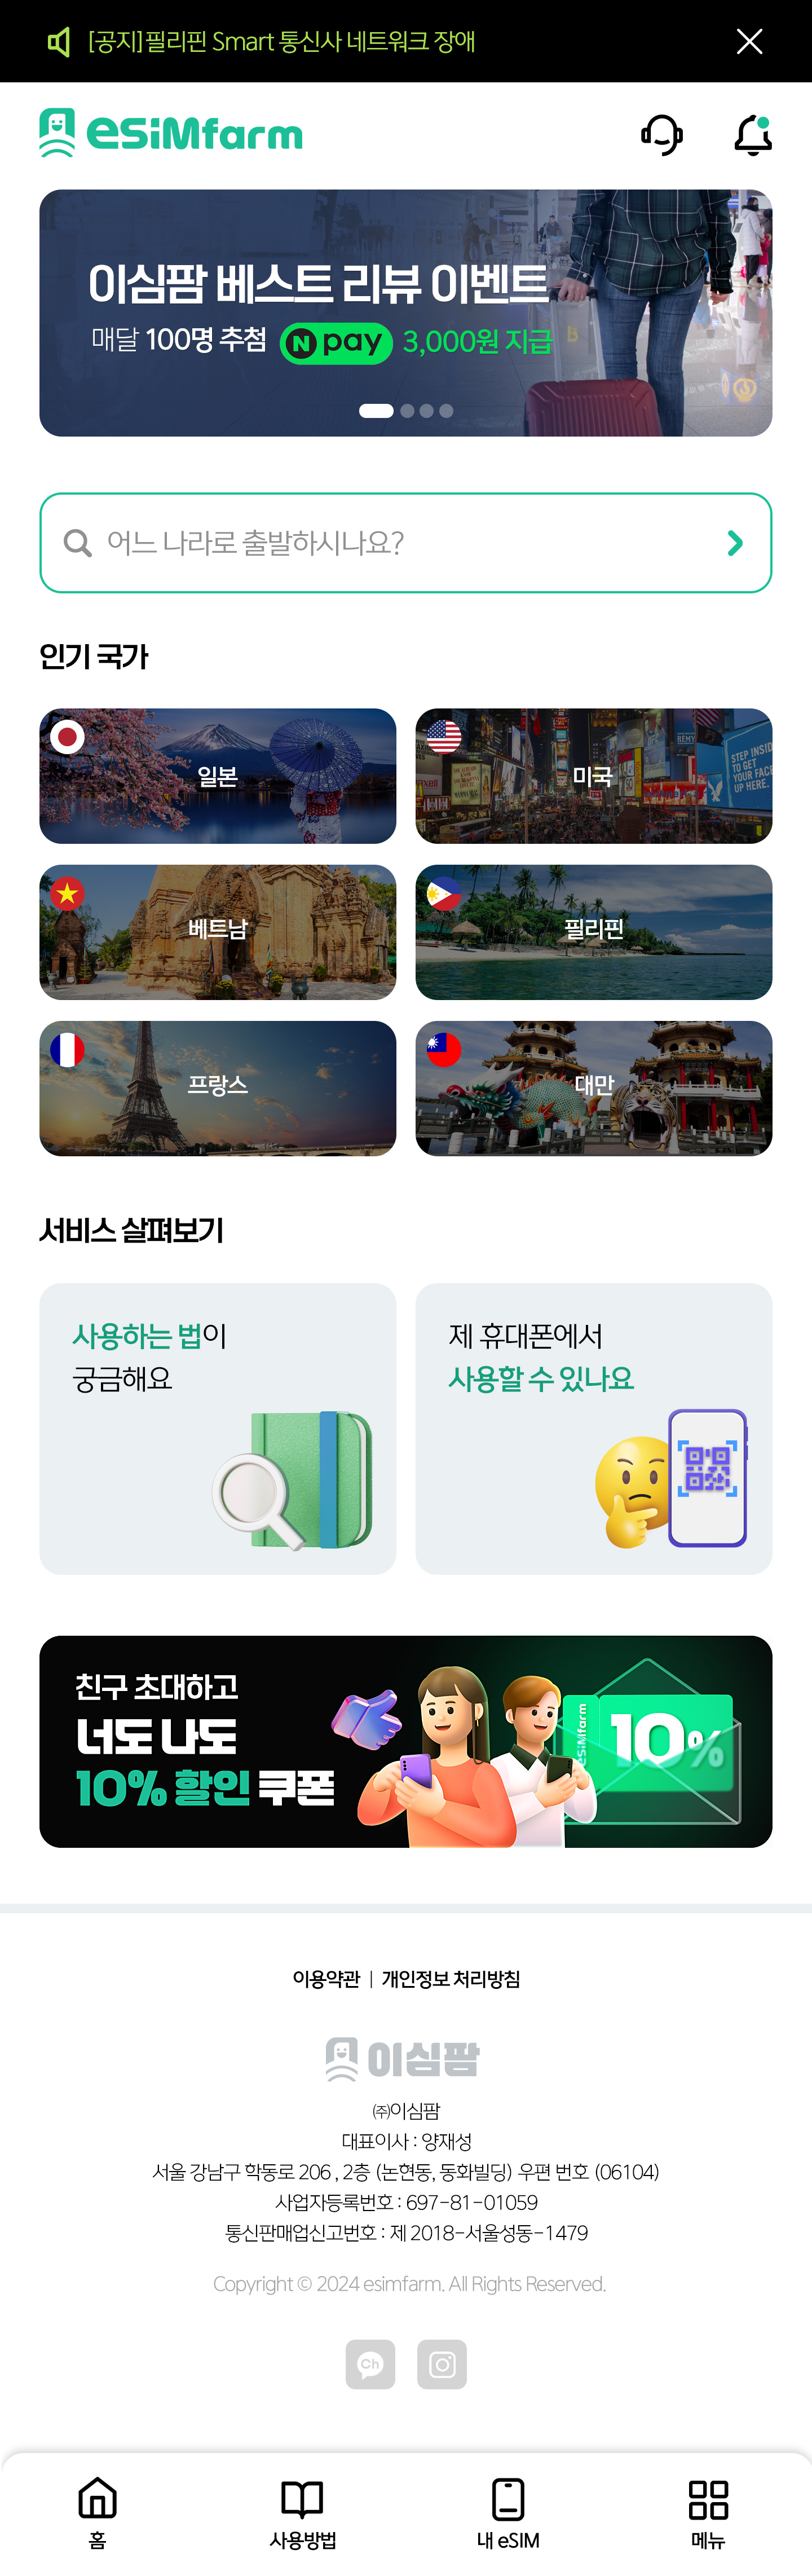 [공지]필리핀 Smart 통신사 네트워크 장애
esiMfarm
이심팜 베스트 리뷰 이벤트
매달 100명 추첨 N pay 3,000원 지급
어느 나라로 출발하시나요?
인기 국가
일본
미국
STEP INSID
TO GET
YOUR FACE
UP HERE.
베트남
필리핀
프랑스
대만
서비스 살펴보기
사용하는 법이
궁금해요
제 휴대폰에서
사용할 수 있나요
친구 초대하고
너도 나도
10% 할인 쿠폰
esiMfarm
10%
이용약관 | 개인정보 처리방침
이심팜
㈜이심팜
대표이사 : 양재성
서울 강남구 학동로 206 , 2층 (논현동, 동화빌딩) 우편 번호 (06104)
사업자등록번호 : 697-81-01059
통신판매업신고번호 : 제 2018-서울성동-1479
Copyright © 2024 esimfarm. All Rights Reserved.
Ch
홈
사용방법
내 eSIM
메뉴